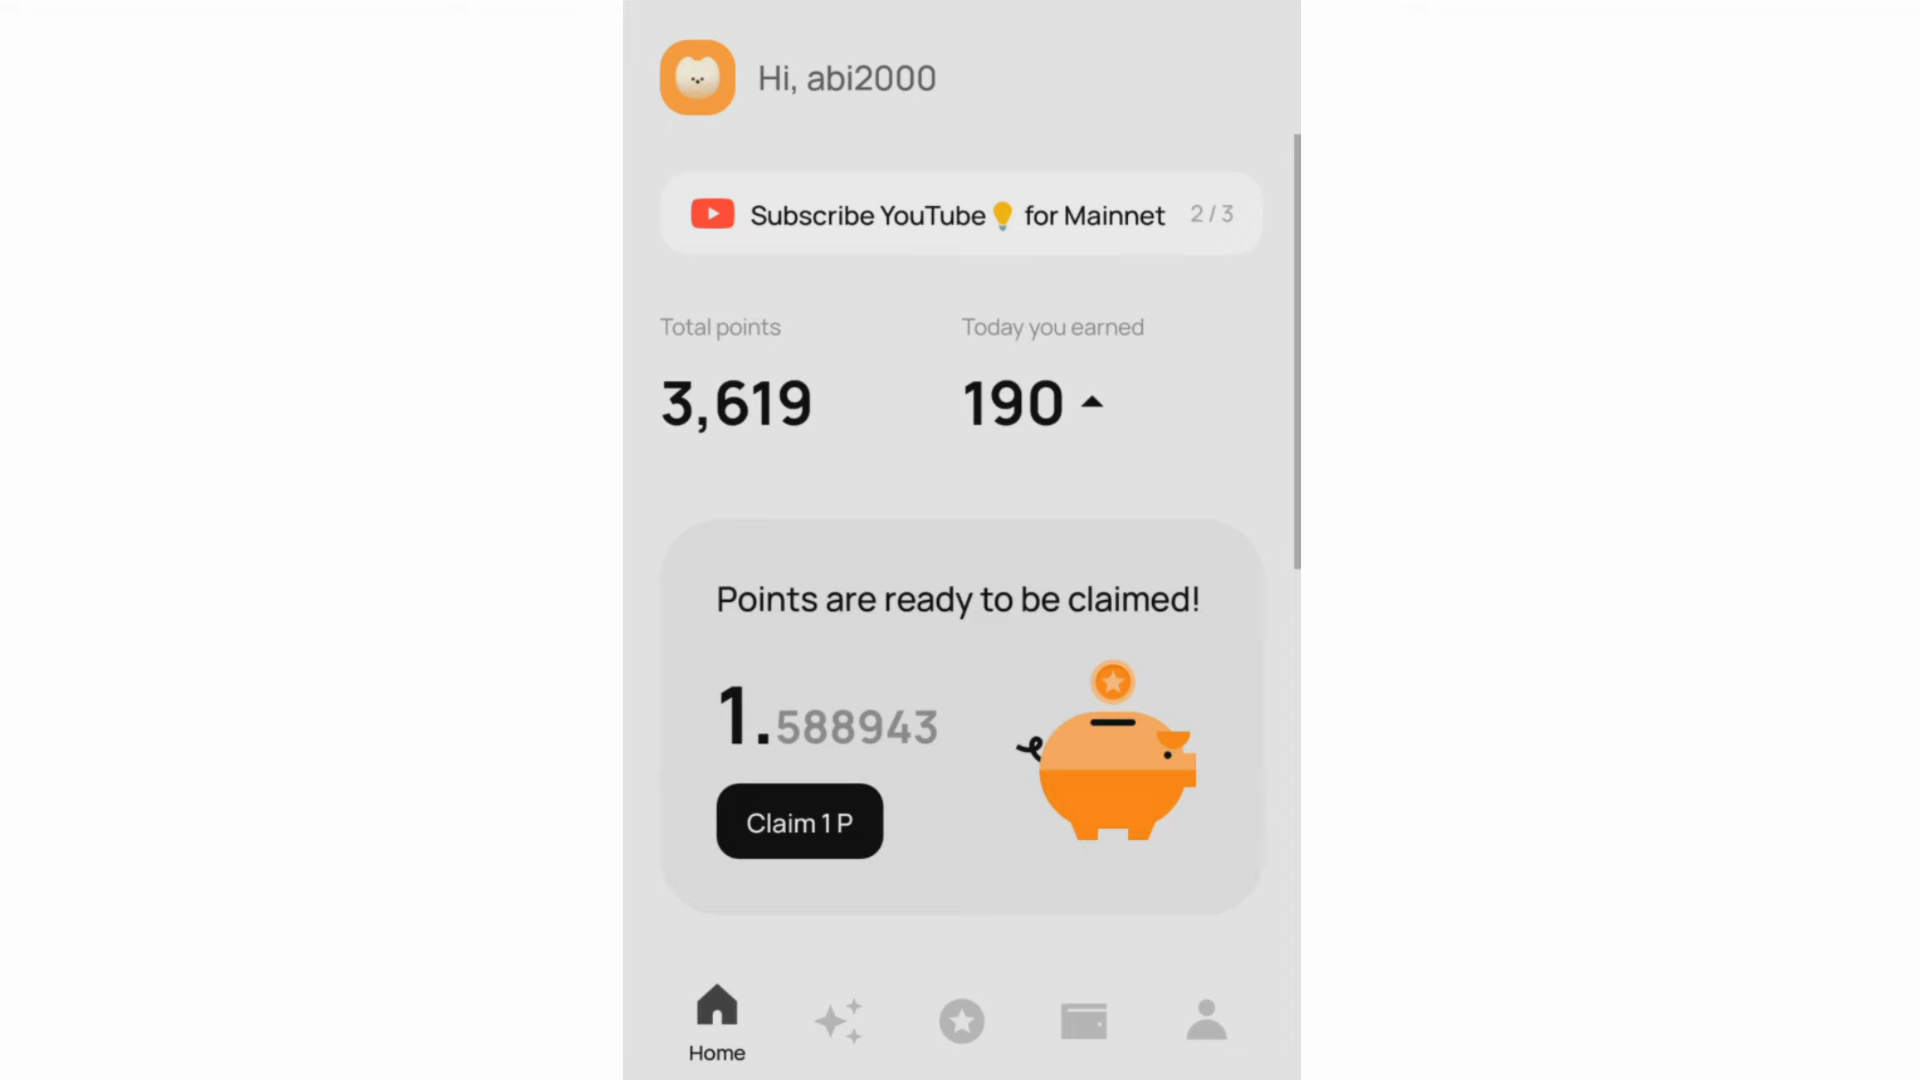 Hi, abi2000
Subscribe YouTube💡 for Mainnet 2 / 3
Total points
Today you earned
3,619
190
Points are ready to be claimed!
1.588943
Claim 1 P
Home